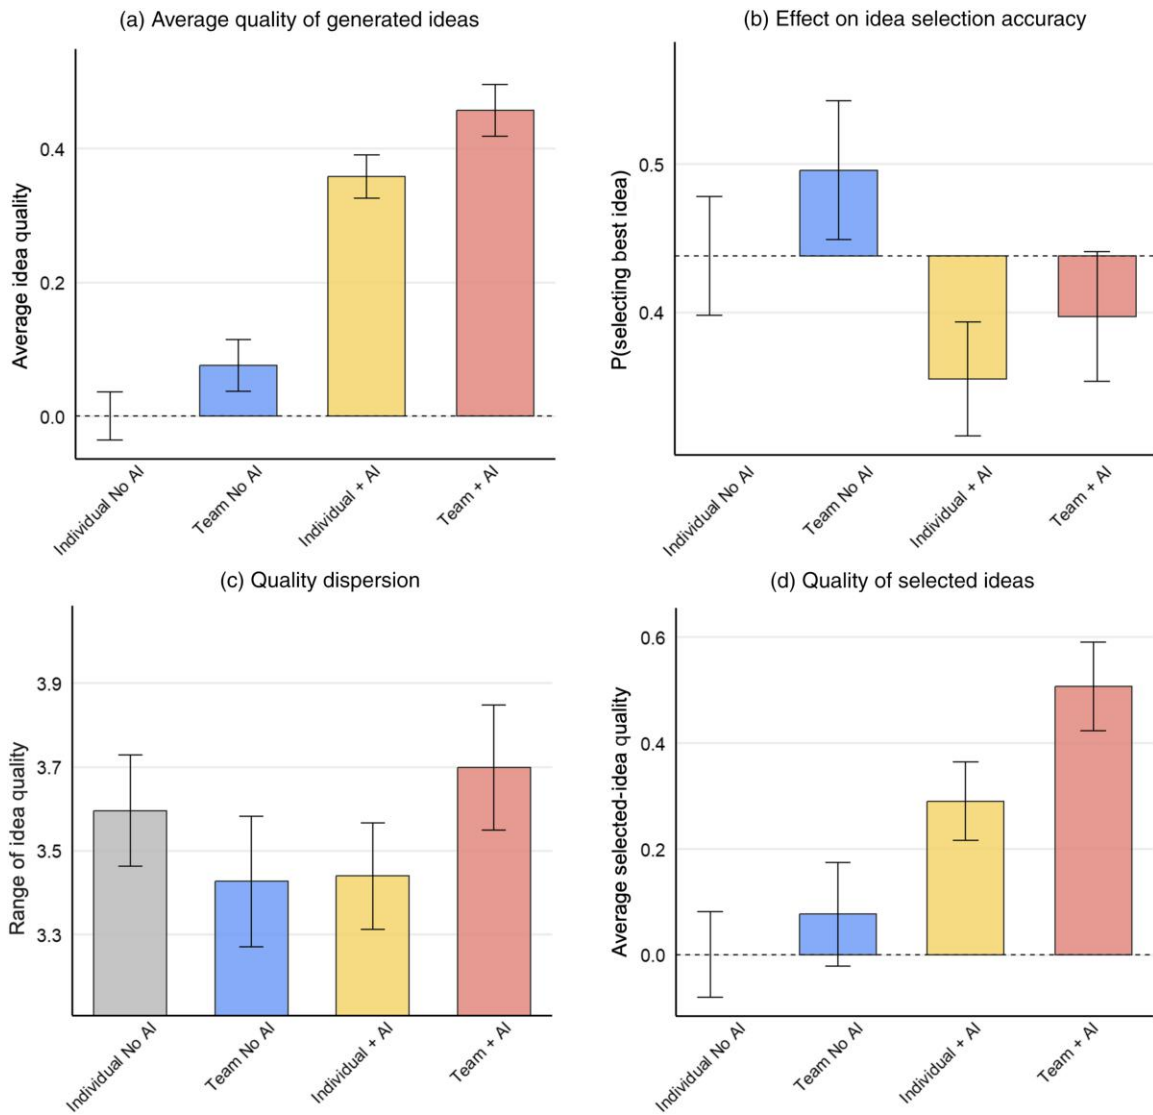 (a) Average quality of generated ideas
Average idea quality
0.4
0.2
0.0
Individual No AI
Team No AI
Individual + AI
Team + AI
(b) Effect on idea selection accuracy
P(selecting best idea)
0.5
0.4
Individual No AI
Team No AI
Individual + AI
Team + AI
(c) Quality dispersion
Range of idea quality
3.9
3.7
3.5
3.3
Individual No AI
Team No AI
Individual + AI
Team + AI
(d) Quality of selected ideas
Average selected-idea quality
0.6
0.4
0.2
0.0
Individual No AI
Team No AI
Individual + AI
Team + AI